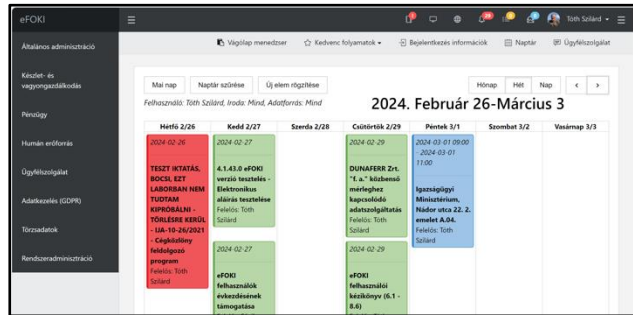 eFOKI
28
Tóth Szilárd
Vágólap menedzser
Kedvenc folyamatok
Bejelentkezés információk
Naptár
Ügyfélszolgálat
Általános adminisztráció
Készlet- és
vagyongazdálkodás
Pénzügy
Humán erőforrás
Ügyfélszolgálat
Adatkezelés (GDPR)
Törzsadatok
Rendszeradminisztráció
Mai nap
Naptár szűrése
Új elem rögzítése
Hónap
Hét
Nap
Felhasználó: Tóth Szilárd, Iroda: Mind, Adatforrás: Mind
2024. Február 26-Március 3
Hétfő 2/26
Kedd 2/27
Szerda 2/28
Csütörtök 2/29
Péntek 3/1
Szombat 3/2
Vasárnap 3/3
2024-02-26
TESZT IKTATÁS,
BOCSI, EZT
LABORBAN NEM
TUDTAM
KIPRÓBÁLNI -
TÖRLÉSRE KERÜL
- IJA-10-26/2021
- Cégközlöny
feldolgozó
program
Felelős: Tóth
Szilárd
2024-02-27
4.1.43.0 eFOKI
verzió tesztelés -
Elektronikus
aláírás tesztelése
Felelős: Tóth
Szilárd
2024-02-27
eFOKI
felhasználók
évkezdésének
támogatása
2024-02-29
DUNAFERR Zrt.
"f. a." közbenső
mérleghez
kapcsolódó
adatszolgáltatás
Felelős: Tóth
Szilárd
2024-02-29
eFOKI
felhasználói
kézikönyv (6.1 -
8.6)
2024-03-01 09:00
- 2024-03-01
11:00
Igazságügyi
Minisztérium,
Nádor utca 22. 2.
emelet A.04.
Felelős: Tóth
Szilárd